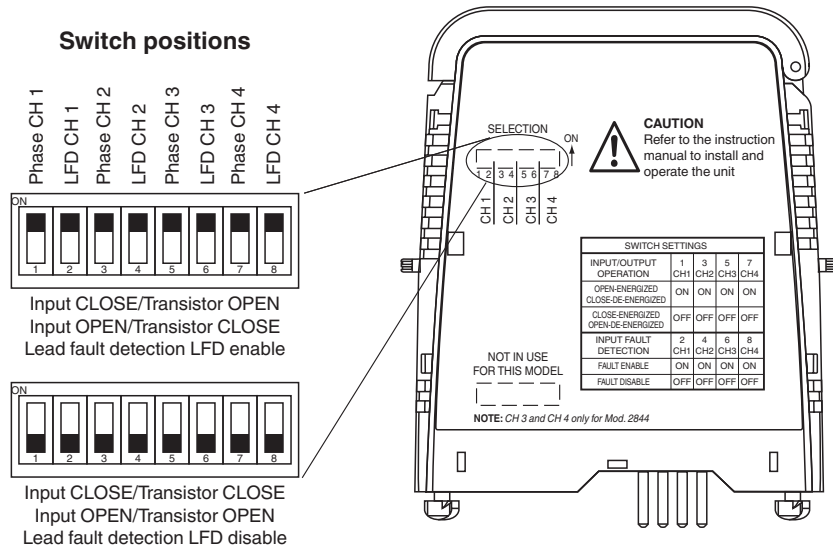 Switch positions
Phase CH 1
LFD CH 1
Phase CH 2
LFD CH 2
Phase CH 3
LFD CH 3
Phase CH 4
LFD CH 4
ON
1 2 3 4 5 6 7 8
Input CLOSE/Transistor OPEN
Input OPEN/Transistor CLOSE
Lead fault detection LFD enable
ON
1 2 3 4 5 6 7 8
Input CLOSE/Transistor CLOSE
Input OPEN/Transistor OPEN
Lead fault detection LFD disable
SELECTION
ON
1 2 3 4 5 6 7 8
CH 1
CH 2
CH 3
CH 4
CAUTION
Refer to the instruction
manual to install and
operate the unit
SWITCH SETTINGS
INPUT/OUTPUT 1 3 5 7
OPERATION CH1 CH2 CH3 CH4
OPEN-ENERGIZED
CLOSE-DE-ENERGIZED ON ON ON ON
CLOSE-ENERGIZED
OPEN-DE-ENERGIZED OFF OFF OFF OFF
INPUT FAULT 2 4 6 8
DETECTION CH1 CH2 CH3 CH4
FAULT ENABLE ON ON ON ON
FAULT DISABLE OFF OFF OFF OFF
NOT IN USE
FOR THIS MODEL
NOTE: CH 3 and CH 4 only for Mod. 2844